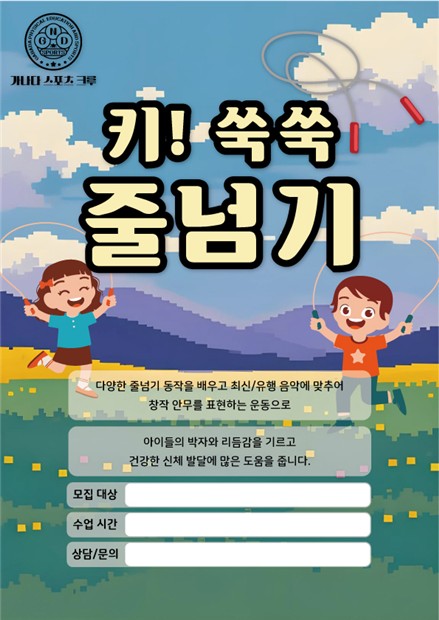 GND
SPORTS
가나다 스포츠 크루
키! 쑥쑥
줄넘기
다양한 줄넘기 동작을 배우고 최신/유행 음악에 맞추어
창작 안무를 표현하는 운동으로
아이들의 박자와 리듬감을 기르고
건강한 신체 발달에 많은 도움을 줍니다.
모집 대상
수업 시간
상담/문의